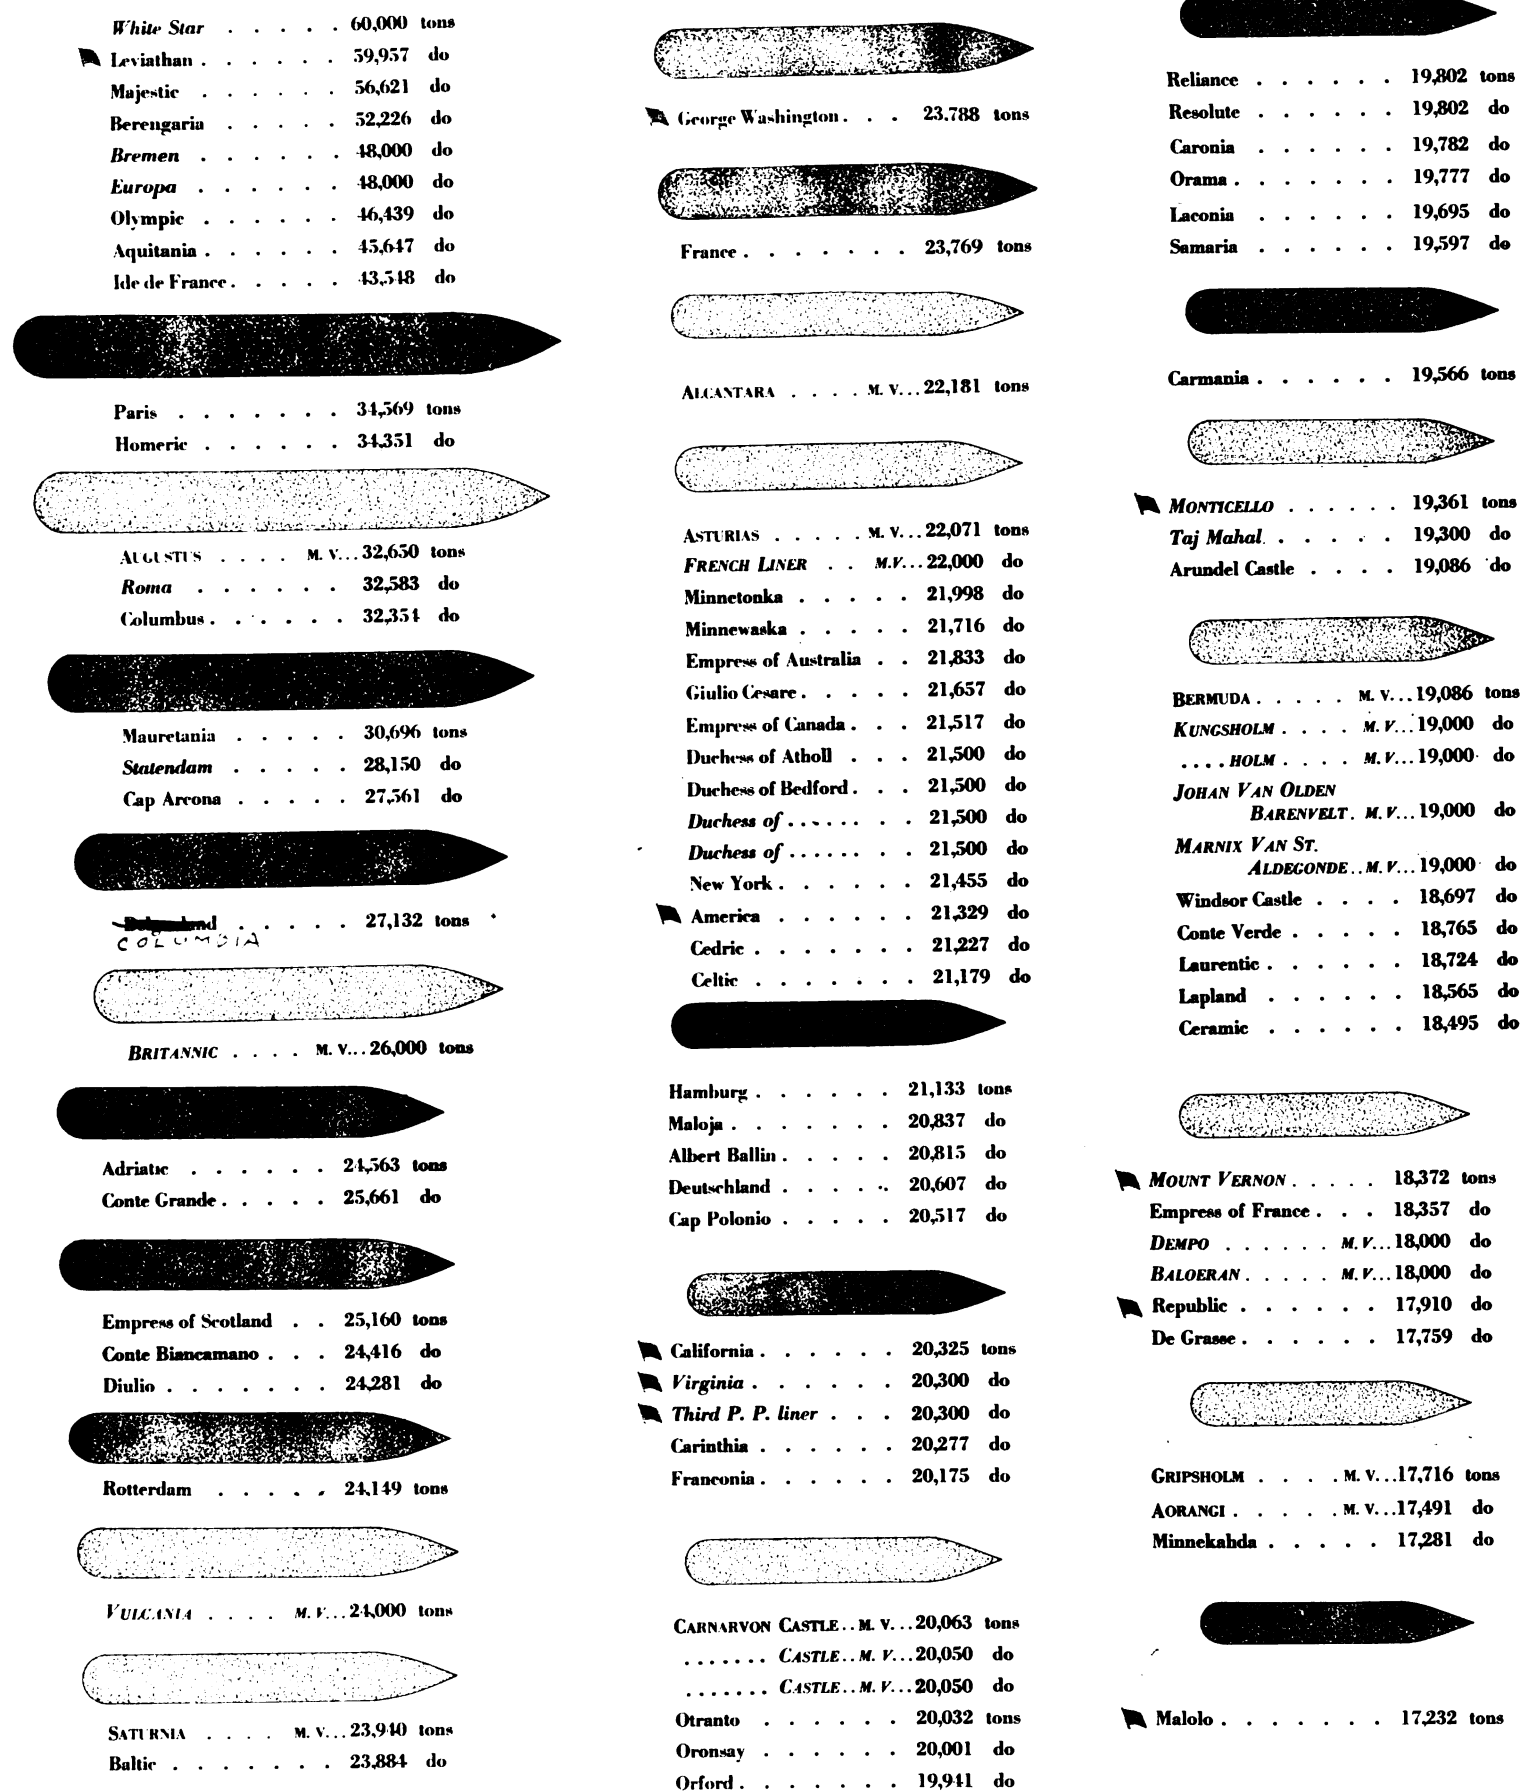 White Star . . . . . 60,000 tons
Leviathan . . . . . . 59,957 do
Majestic . . . . . . 56,621 do
Berengaria . . . . . 52,226 do
Bremen . . . . . . 48,000 do
Europa . . . . . . 48,000 do
Olympic . . . . . . 46,439 do
Aquitania . . . . . . 45,647 do
Ide de France . . . . . 43,548 do
Paris . . . . . . . 34,569 tons
Homeric . . . . . . 34,351 do
AUGUSTUS . . . . M. V... 32,650 tons
Roma . . . . . . 32,583 do
Columbus . . . . . . 32,354 do
Mauretania . . . . . 30,696 tons
Statendam . . . . . 28,150 do
Cap Arcona . . . . . 27,561 do
. . . . . 27,132 tons
COLUMBIA
BRITANNIC . . . . M. V... 26,000 tons
Adriatic . . . . . . 24,563 tons
Conte Grande . . . . . 25,661 do
Empress of Scotland . . 25,160 tons
Conte Biancamano . . . 24,416 do
Diulio . . . . . . . 24,281 do
Rotterdam . . . . . 24,149 tons
VULCANIA . . . . M. V... 24,000 tons
SATURNIA . . . . M. V... 23,940 tons
Baltic . . . . . . . 23,884 do
George Washington . . . 23.788 tons
France . . . . . . . 23,769 tons
ALCANTARA . . . . M. V... 22,181 tons
ASTURIAS . . . . . M. V... 22,071 tons
FRENCH LINER . . M.V... 22,000 do
Minnetonka . . . . . 21,998 do
Minnewaska . . . . . 21,716 do
Empress of Australia . . 21,833 do
Giulio Cesare . . . . . 21,657 do
Empress of Canada . . . 21,517 do
Duchess of Atholl . . . 21,500 do
Duchess of Bedford . . . 21,500 do
Duchess of . . . . . . . . 21,500 do
Duchess of . . . . . . . . 21,500 do
New York . . . . . . 21,455 do
America . . . . . . 21,329 do
Cedric . . . . . . . 21,227 do
Celtic . . . . . . . 21,179 do
Hamburg . . . . . . 21,133 tons
Maloja . . . . . . . 20,837 do
Albert Ballin . . . . . 20,815 do
Deutschland . . . . . 20,607 do
Cap Polonio . . . . . 20,517 do
California . . . . . . 20,325 tons
Virginia . . . . . . 20,300 do
Third P. P. liner . . . 20,300 do
Carinthia . . . . . . 20,277 do
Franconia . . . . . . 20,175 do
CARNARVON CASTLE . . M. V... 20,063 tons
. . . . . . . CASTLE . . M. V... 20,050 do
. . . . . . . CASTLE . . M. V... 20,050 do
Otranto . . . . . . 20,032 tons
Oronsay . . . . . . 20,001 do
Orford . . . . . . . 19,941 do
Reliance . . . . . . 19,802 tons
Resolute . . . . . . 19,802 do
Caronia . . . . . . 19,782 do
Orama . . . . . . . 19,777 do
Laconia . . . . . . 19,695 do
Samaria . . . . . . 19,597 do
Carmania . . . . . . 19,566 tons
MONTICELLO . . . . . . 19,361 tons
Taj Mahal . . . . . . 19,300 do
Arundel Castle . . . . 19,086 do
BERMUDA . . . . . M. V... 19,086 tons
KUNGSHOLM . . . . M. V... 19,000 do
. . . . HOLM . . . . M. V... 19,000 do
JOHAN VAN OLDEN
BARENVELT . M. V... 19,000 do
MARNIX VAN ST.
ALDEGONDE . . M. V... 19,000 do
Windsor Castle . . . . 18,697 do
Conte Verde . . . . . 18,765 do
Laurentic . . . . . . 18,724 do
Lapland . . . . . . 18,565 do
Ceramic . . . . . . 18,495 do
MOUNT VERNON . . . . . 18,372 tons
Empress of France . . . 18,357 do
DEMPO . . . . . . M. V... 18,000 do
BALOERAN . . . . . M. V... 18,000 do
Republic . . . . . . 17,910 do
De Grasse . . . . . . 17,759 do
GRIPSHOLM . . . . M. V... 17,716 tons
AORANGI . . . . . M. V... 17,491 do
Minnekahda . . . . . 17,281 do
Malolo . . . . . . . 17,232 tons